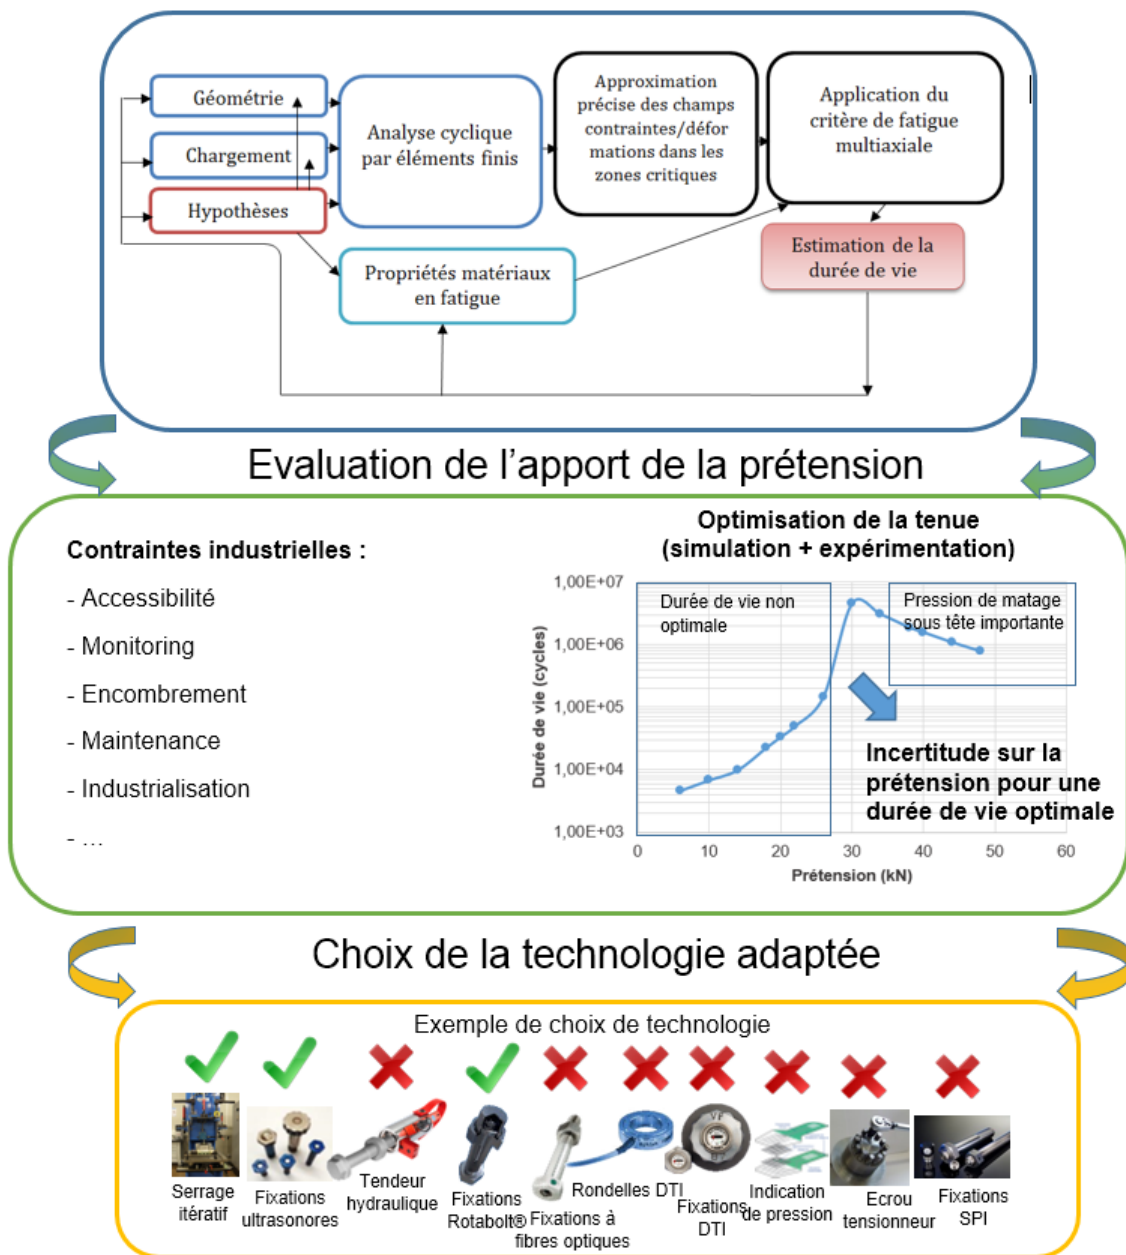 Géométrie
Chargement
Hypothèses
Analyse cyclique
par éléments finis
Approximation
précise des champs
contraintes/défor
mations dans les
zones critiques
Application du
critère de fatigue
multiaxiale
Propriétés matériaux
en fatigue
Estimation de la
durée de vie
Evaluation de l'apport de la prétension
Contraintes industrielles :
- Accessibilité
- Monitoring
- Encombrement
- Maintenance
- Industrialisation
- ...
Optimisation de la tenue
(simulation + expérimentation)
Durée de vie (cycles)
1,00E+07
1,00E+06
1,00E+05
1,00E+04
1,00E+03
Durée de vie non
optimale
Pression de matage
sous tête importante
Incertitude sur la
prétension pour une
durée de vie optimale
0 10 20 30 40 50 60
Prétension (kN)
Choix de la technologie adaptée
Exemple de choix de technologie
Serrage
itératif
Fixations
ultrasonores
Tendeur
hydraulique
Fixations
Rotabolt®
Fixations à
fibres optiques
Rondelles DTI
VF
Fixations
DTI
Indication
de pression
Ecrou
tensionneur
Fixations
SPI